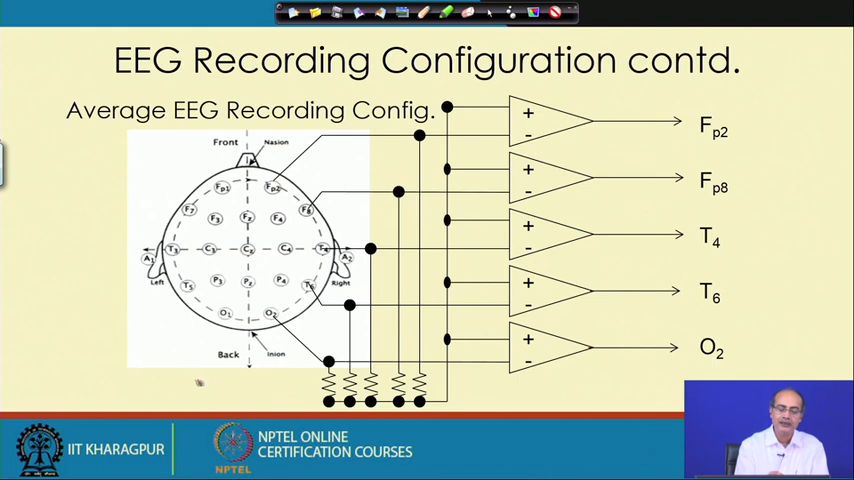 EEG Recording Configuration contd.
Average EEG Recording Config.
Front
Nasion
Fp1
Fp2
F7
F3
Fz
F4
F8
A1
T3
C3
Cz
C4
T4
A2
Left
Right
T5
P3
Pz
P4
T6
O1
O2
Back
Inion
+
-
Fp2
+
-
Fp8
+
-
T4
+
-
T6
+
-
O2
IIT KHARAGPUR
NPTEL
NPTEL ONLINE
CERTIFICATION COURSES